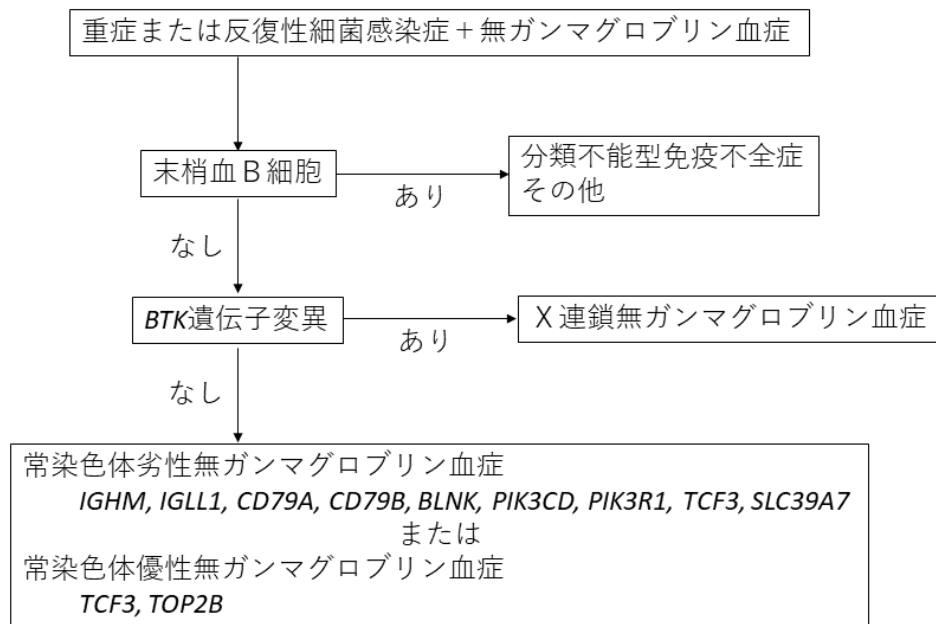 重症または反復性細菌感染症＋無ガンマグロブリン血症
末梢血Ｂ細胞
あり
分類不能型免疫不全症
その他
なし
BTK遺伝子変異
あり
Ｘ連鎖無ガンマグロブリン血症
なし
常染色体劣性無ガンマグロブリン血症
IGHM, IGLL1, CD79A, CD79B, BLNK, PIK3CD, PIK3R1, TCF3, SLC39A7
または
常染色体優性無ガンマグロブリン血症
TCF3, TOP2B